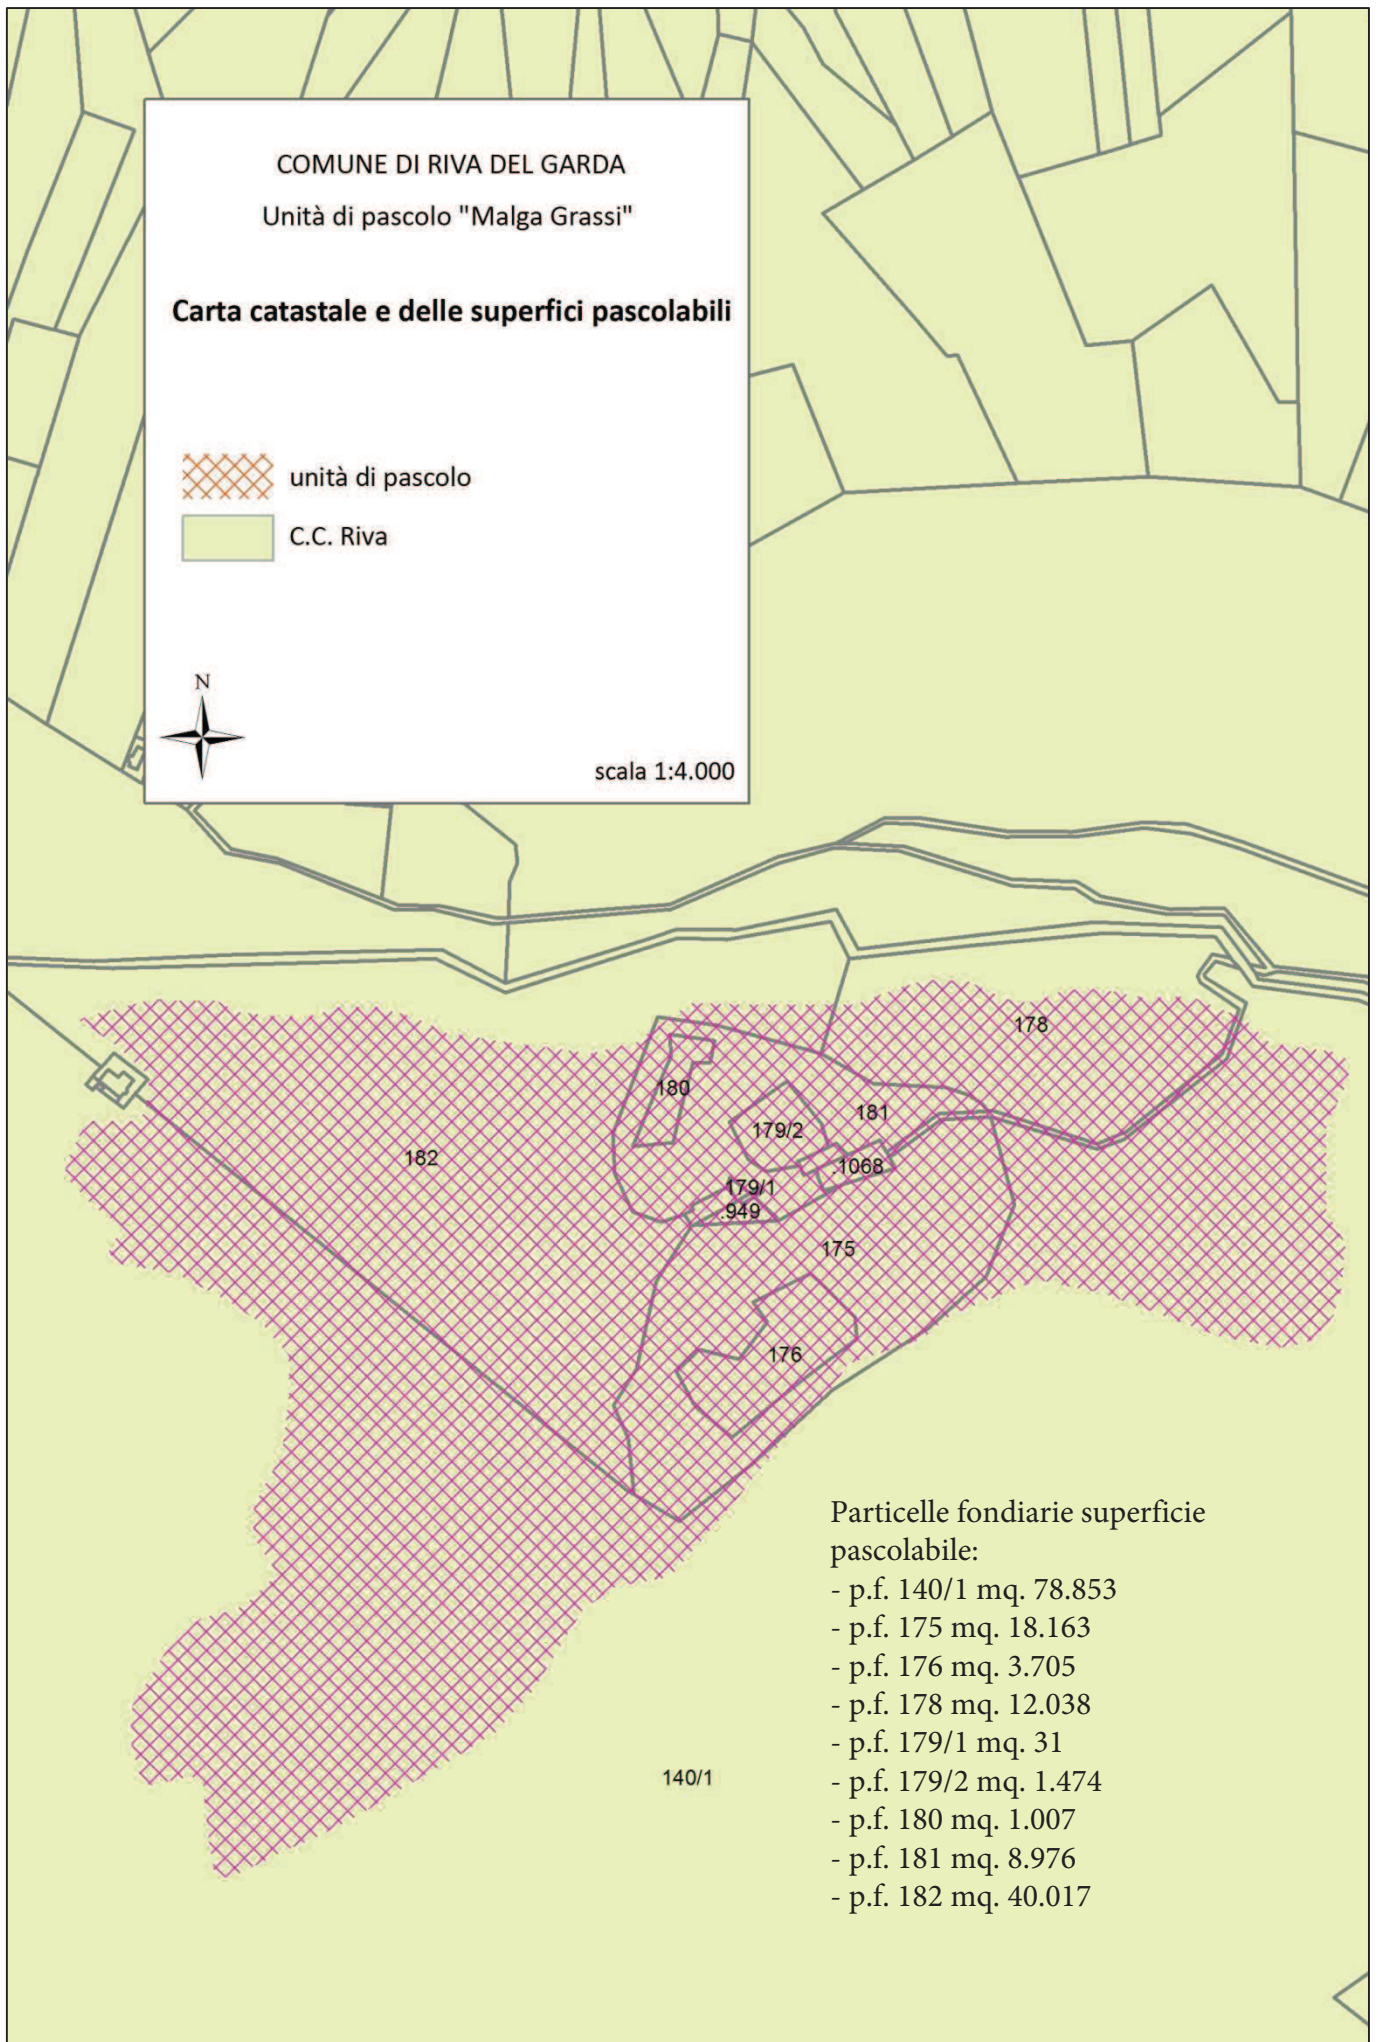 COMUNE DI RIVA DEL GARDA
Unità di pascolo "Malga Grassi"
Carta catastale e delle superfici pascolabili
unità di pascolo
C.C. Riva
N
scala 1:4.000
178
180
181
179/2
182
.1068
179/1
.949
175
176
140/1
Particelle fondiarie superficie
pascolabile:
- p.f. 140/1 mq. 78.853
- p.f. 175 mq. 18.163
- p.f. 176 mq. 3.705
- p.f. 178 mq. 12.038
- p.f. 179/1 mq. 31
- p.f. 179/2 mq. 1.474
- p.f. 180 mq. 1.007
- p.f. 181 mq. 8.976
- p.f. 182 mq. 40.017